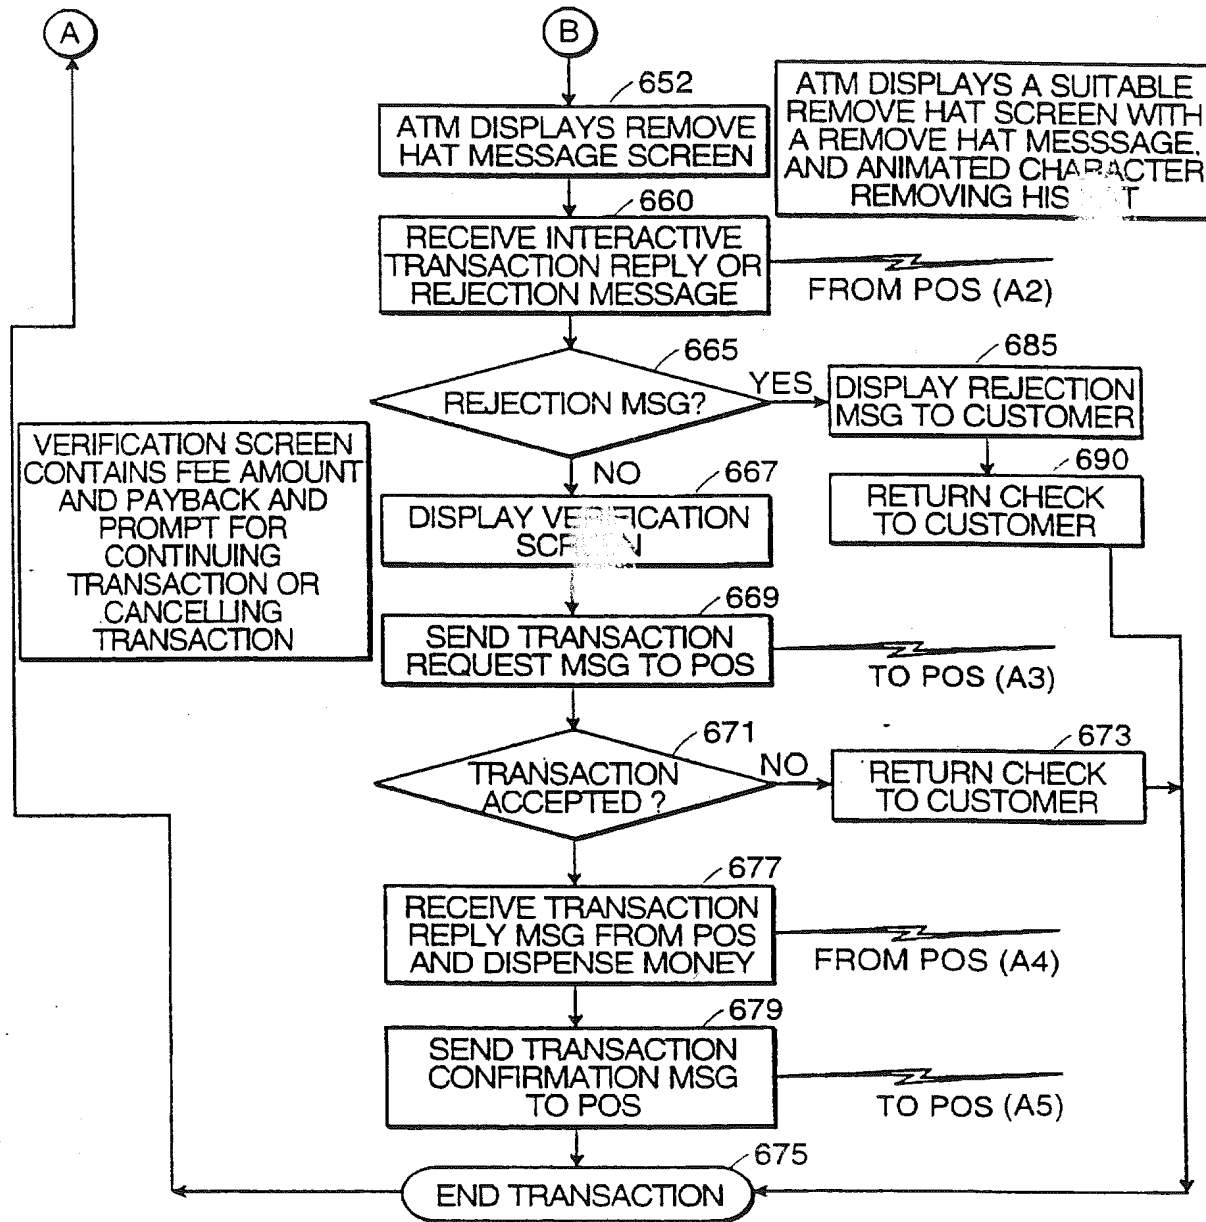 A
B
652
ATM DISPLAYS REMOVE
HAT MESSAGE SCREEN
ATM DISPLAYS A SUITABLE
REMOVE HAT SCREEN WITH
A REMOVE HAT MESSSAGE,
AND ANIMATED CHARACTER
REMOVING HIS
660
RECEIVE INTERACTIVE
TRANSACTION REPLY OR
REJECTION MESSAGE
FROM POS (A2)
665
REJECTION MSG?
YES
685
DISPLAY REJECTION
MSG TO CUSTOMER
VERIFICATION SCREEN
CONTAINS FEE AMOUNT
AND PAYBACK AND
PROMPT FOR
CONTINUING
TRANSACTION OR
CANCELLING
TRANSACTION
NO
667
DISPLAY VERIFICATION
SCREEN
690
RETURN CHECK
TO CUSTOMER
669
SEND TRANSACTION
REQUEST MSG TO POS
TO POS (A3)
671
TRANSACTION
ACCEPTED ?
NO
673
RETURN CHECK
TO CUSTOMER
677
RECEIVE TRANSACTION
REPLY MSG FROM POS
AND DISPENSE MONEY
FROM POS (A4)
679
SEND TRANSACTION
CONFIRMATION MSG
TO POS
TO POS (A5)
675
END TRANSACTION